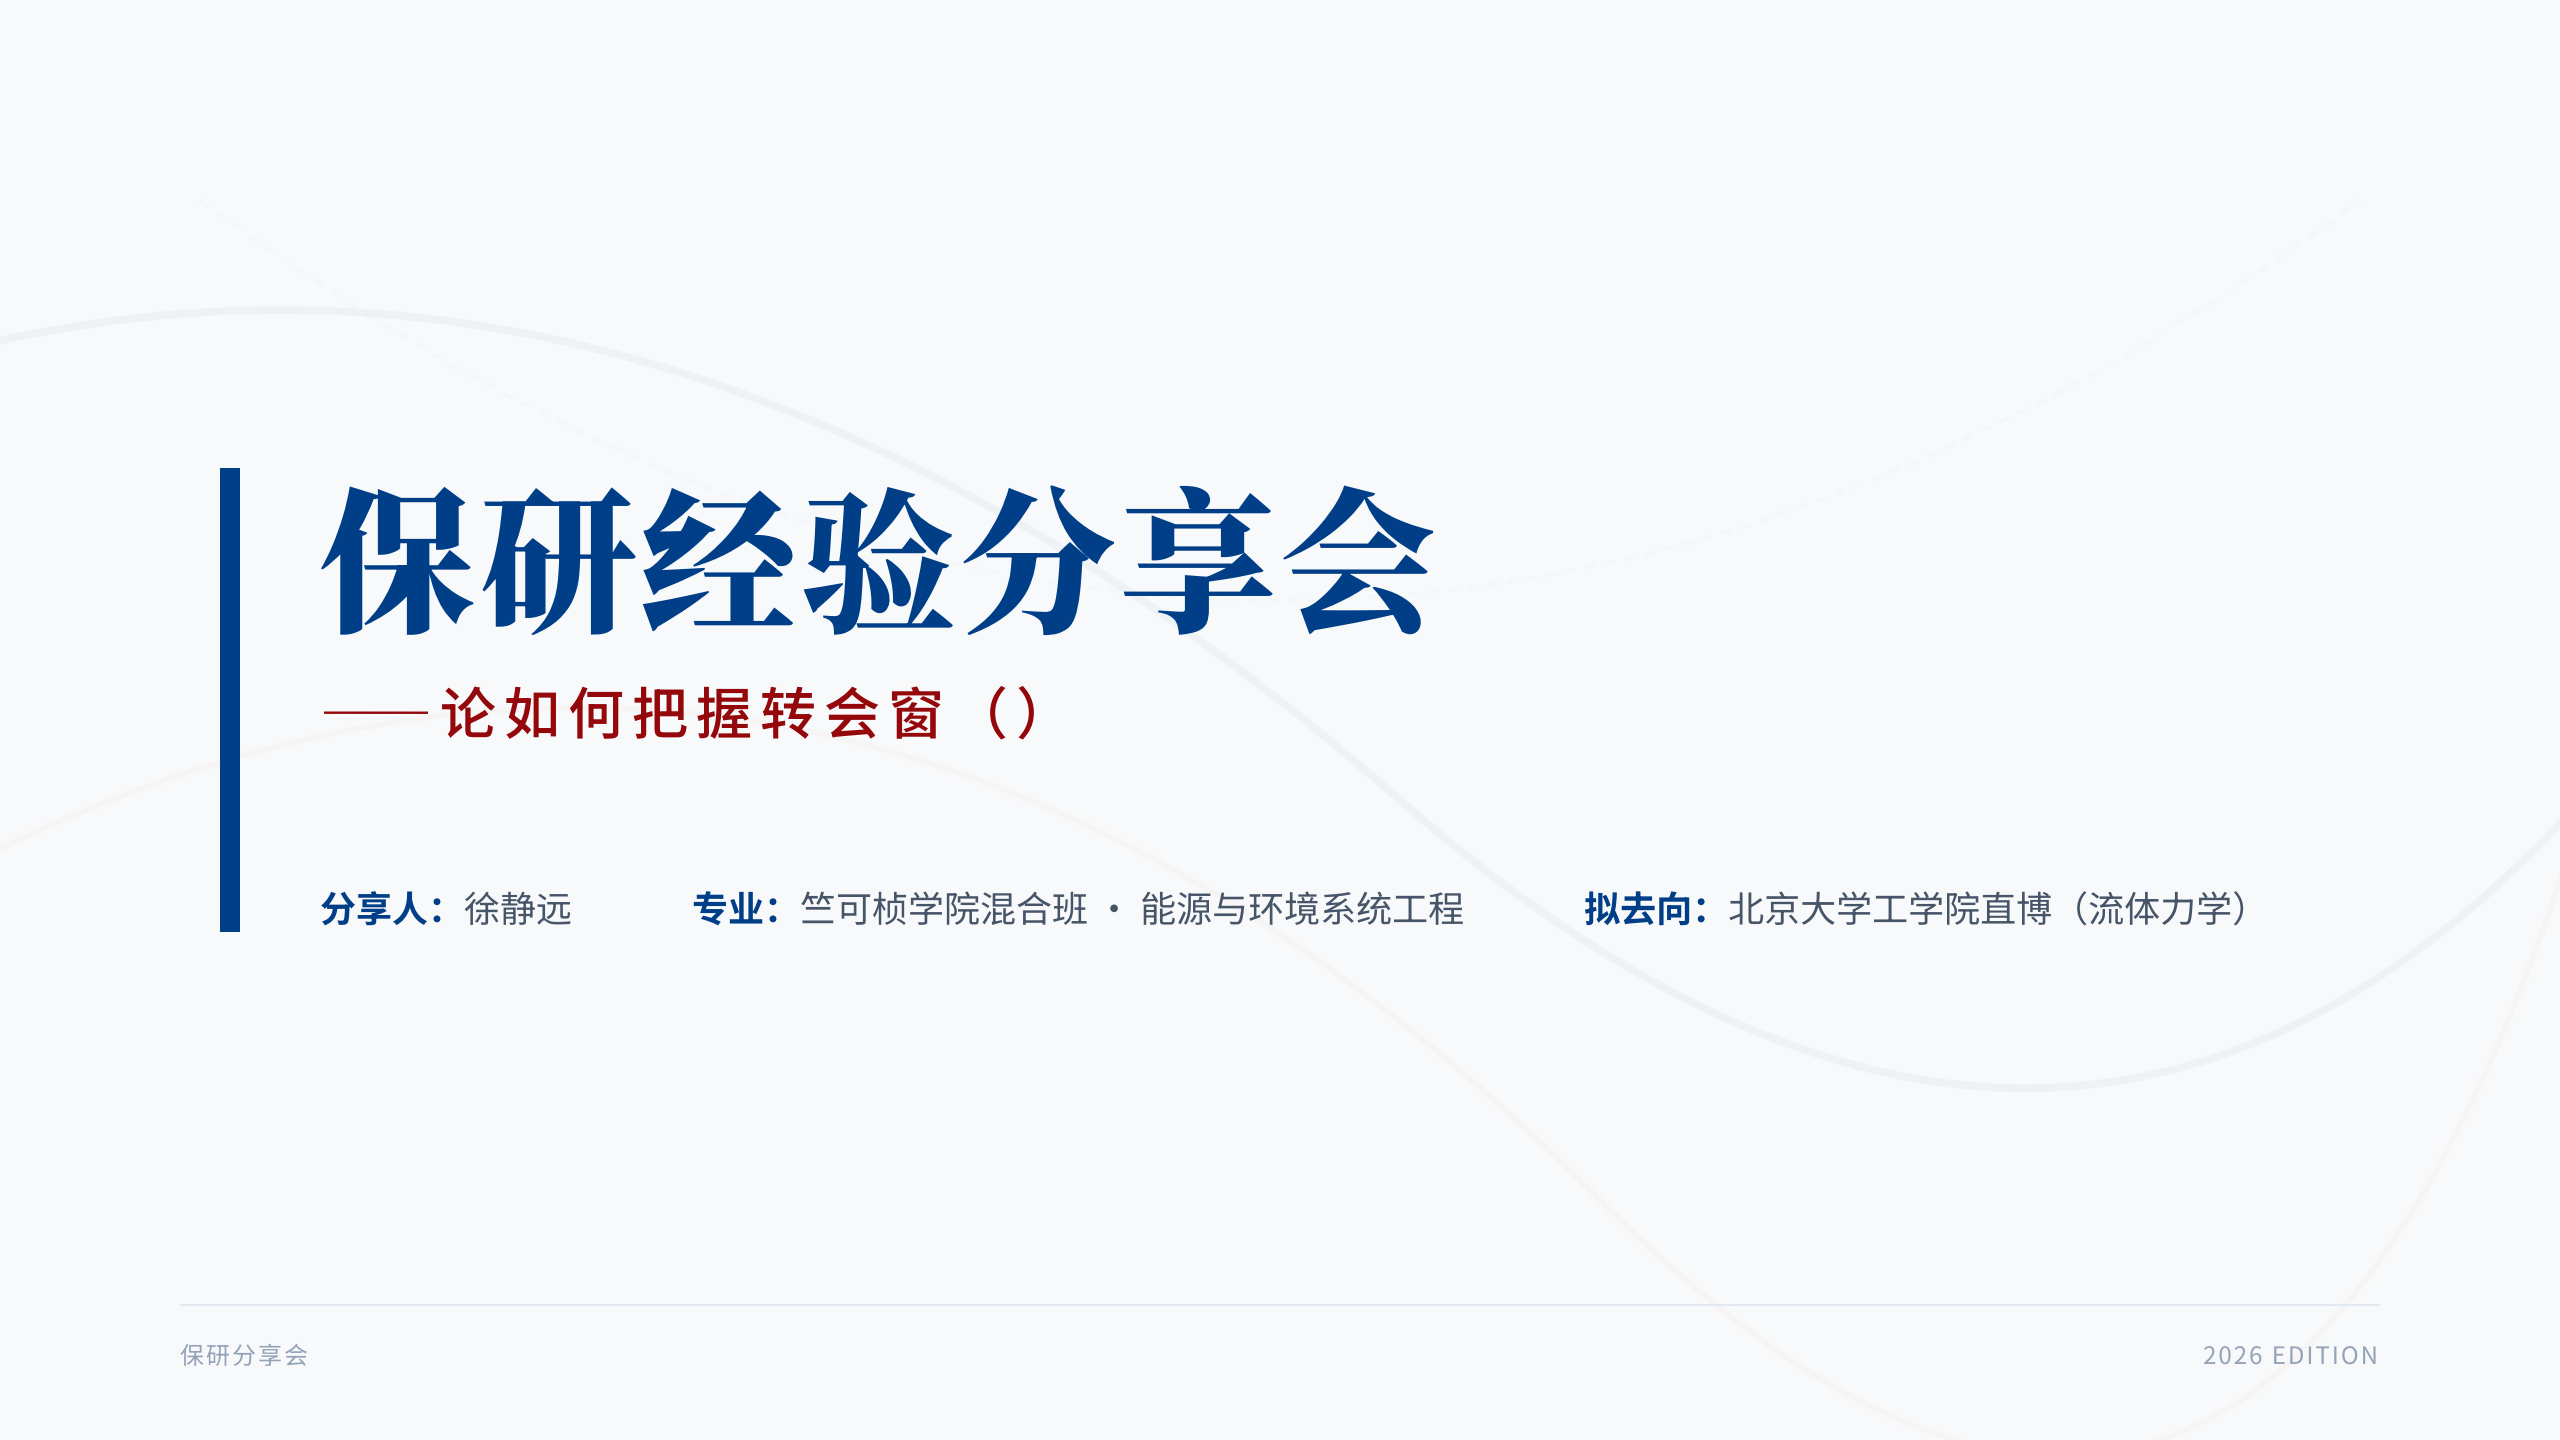 保研经验分享会
——论如何把握转会窗（）
分享人：徐静远 专业：竺可桢学院混合班 · 能源与环境系统工程 拟去向：北京大学工学院直博（流体力学）
保研分享会 2026 EDITION